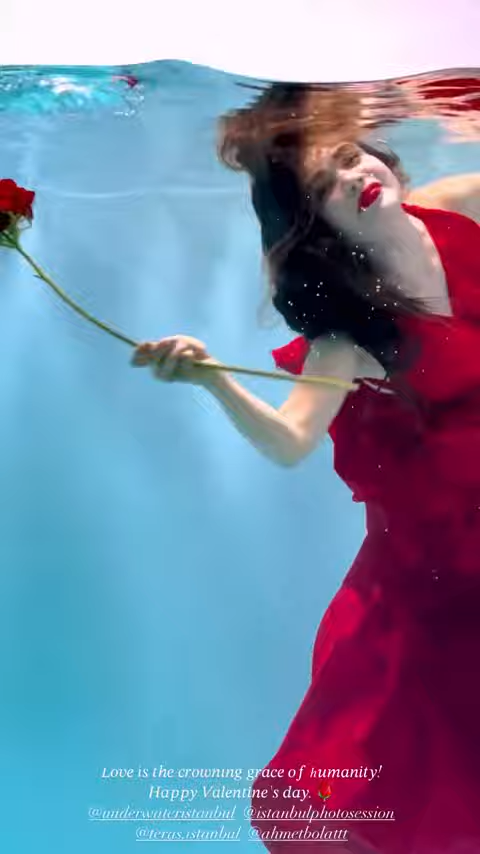 Love is the crowning grace of humanity!
Happy Valentine's day. 🌹
@underwateristanbul @istanbulphotosession
@teras.istanbul @ahmetbolattt